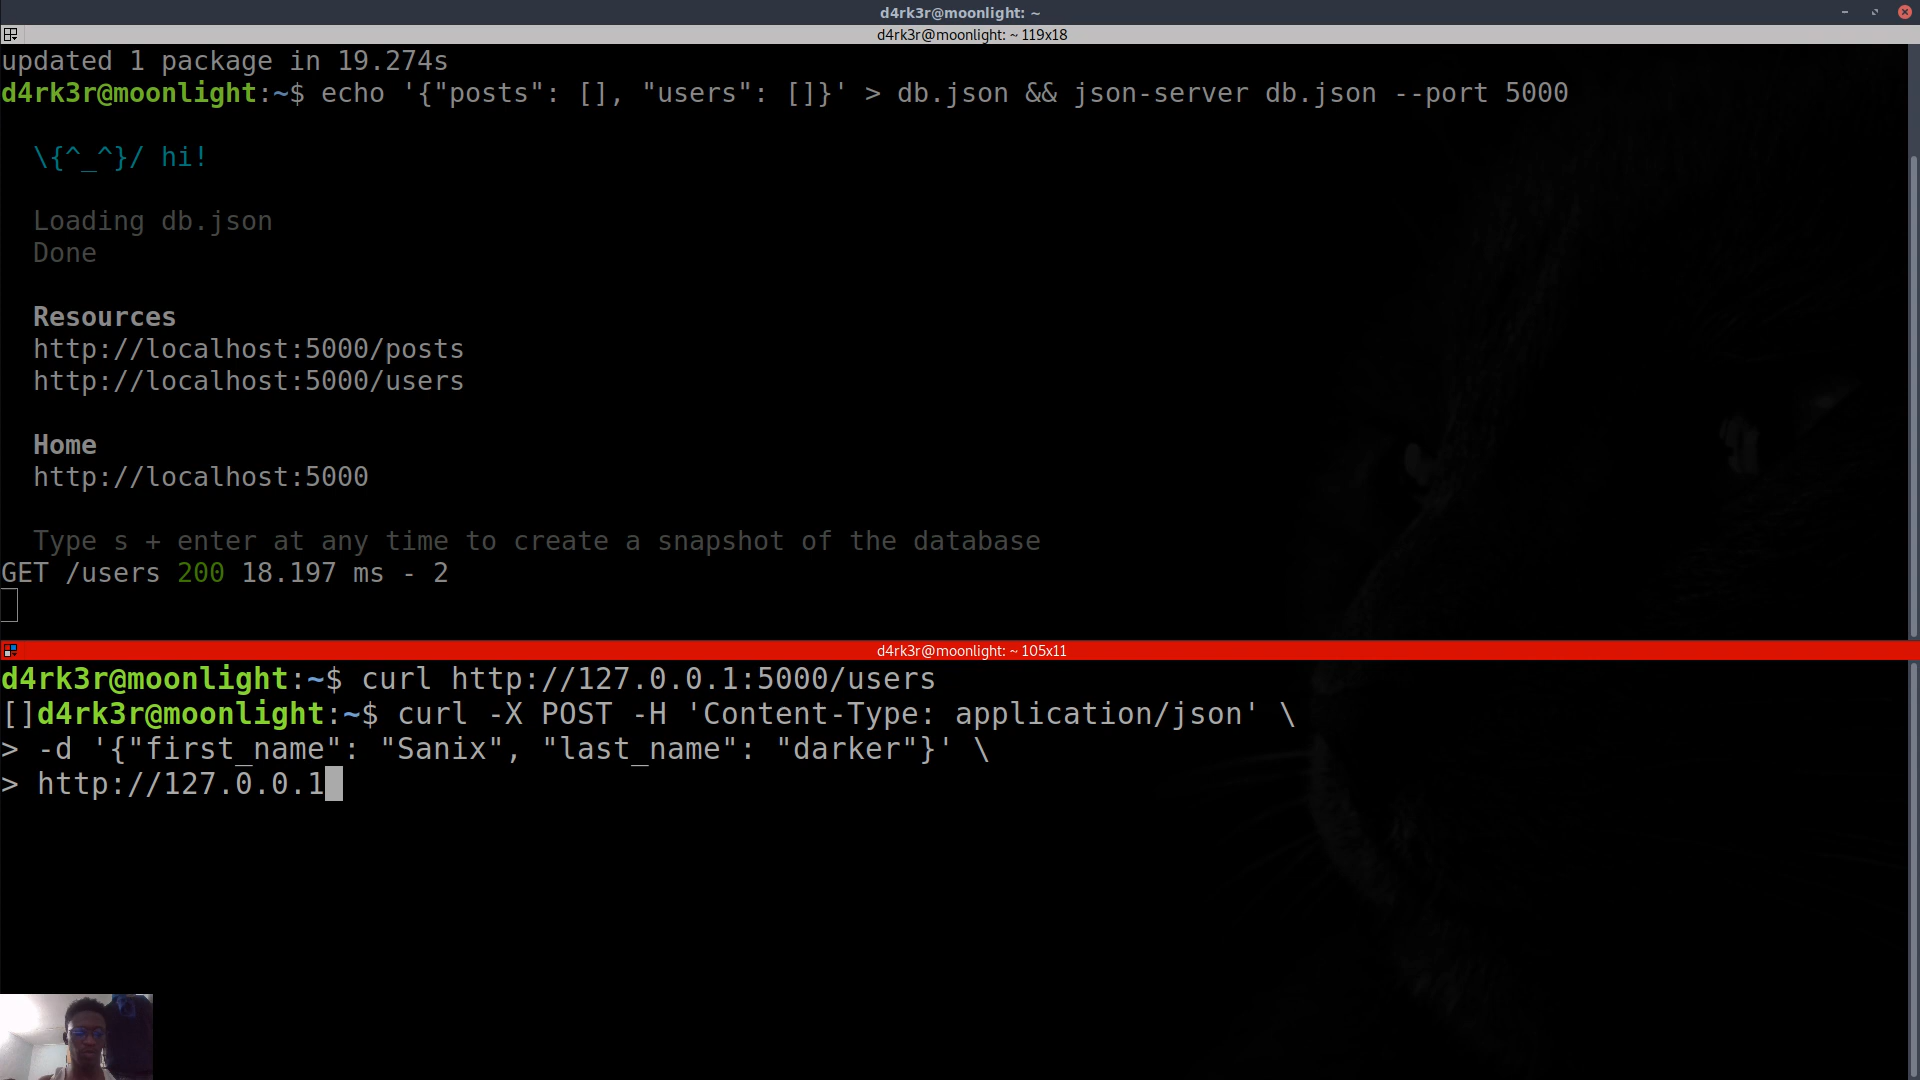 d4rk3r@moonlight: ~
d4rk3r@moonlight: ~ 119x18
updated 1 package in 19.274s
d4rk3r@moonlight:~$ echo '{"posts": [], "users": []}' > db.json && json-server db.json --port 5000
\{^_^}/ hi!
Loading db.json
Done
Resources
http://localhost:5000/posts
http://localhost:5000/users
Home
http://localhost:5000
Type s + enter at any time to create a snapshot of the database
GET /users 200 18.197 ms - 2
d4rk3r@moonlight: ~ 105x11
d4rk3r@moonlight:~$ curl http://127.0.0.1:5000/users
[]d4rk3r@moonlight:~$ curl -X POST -H 'Content-Type: application/json' \
> -d '{"first_name": "Sanix", "last_name": "darker"}' \
> http://127.0.0.1